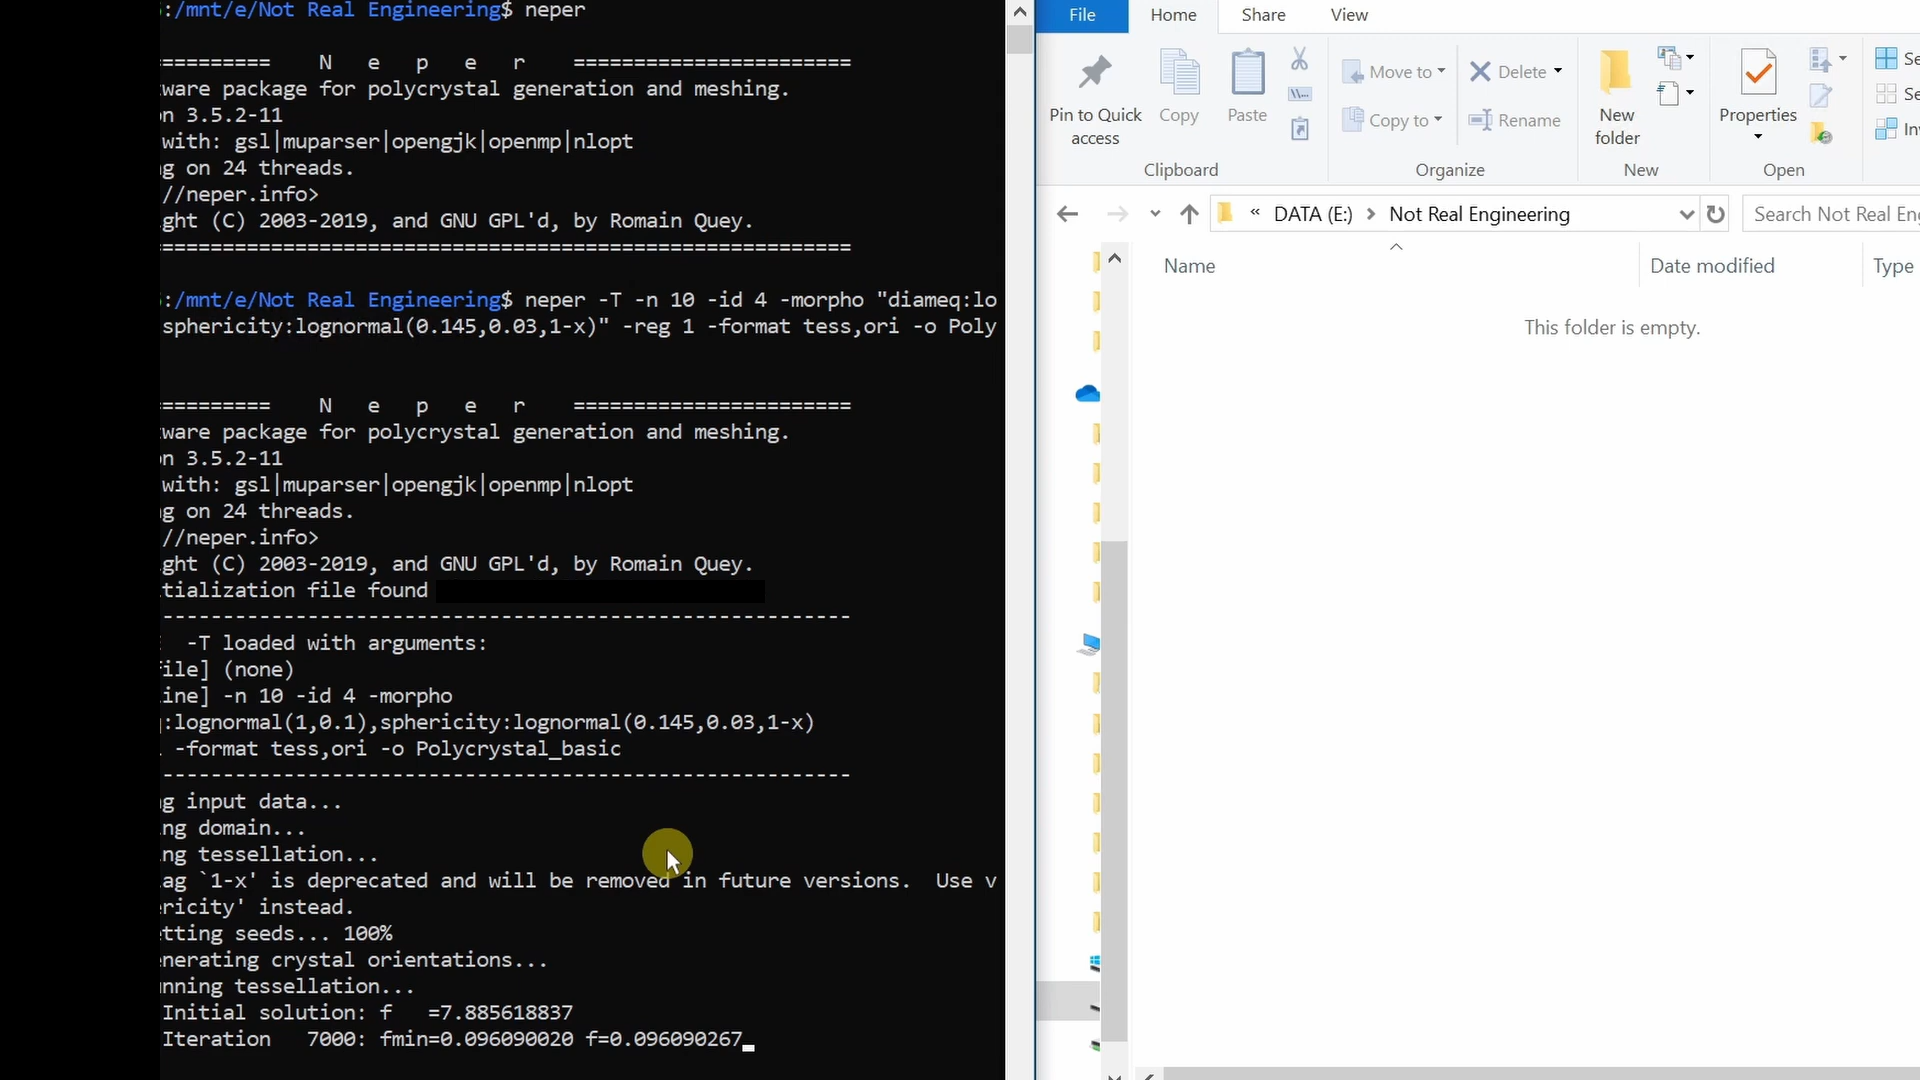 :/mnt/e/Not Real Engineering$ neper
========= N e p e r =======================
ware package for polycrystal generation and meshing.
n 3.5.2-11
with: gsl|muparser|opengjk|openmp|nlopt
g on 24 threads.
//neper.info>
ght (C) 2003-2019, and GNU GPL'd, by Romain Quey.
=========================================================
:/mnt/e/Not Real Engineering$ neper -T -n 10 -id 4 -morpho "diameq:lo
sphericity:lognormal(0.145,0.03,1-x)" -reg 1 -format tess,ori -o Poly
========= N e p e r =======================
ware package for polycrystal generation and meshing.
n 3.5.2-11
with: gsl|muparser|opengjk|openmp|nlopt
g on 24 threads.
//neper.info>
ght (C) 2003-2019, and GNU GPL'd, by Romain Quey.
tialization file found
---------------------------------------------------------
-T loaded with arguments:
ile] (none)
ine] -n 10 -id 4 -morpho
:lognormal(1,0.1),sphericity:lognormal(0.145,0.03,1-x)
-format tess,ori -o Polycrystal_basic
---------------------------------------------------------
g input data...
ng domain...
ng tessellation...
ag `1-x' is deprecated and will be removed in future versions. Use v
ricity' instead.
tting seeds... 100%
enerating crystal orientations...
nning tessellation...
Initial solution: f =7.885618837
Iteration 7000: fmin=0.096090020 f=0.096090267
File Home Share View
Pin to Quick access
Copy
Paste
Clipboard
Move to
Copy to
Delete
Rename
Organize
New folder
New
Properties
Open
Se
Se
Inv
« DATA (E:) > Not Real Engineering
Search Not Real Eng
Name Date modified Type
This folder is empty.